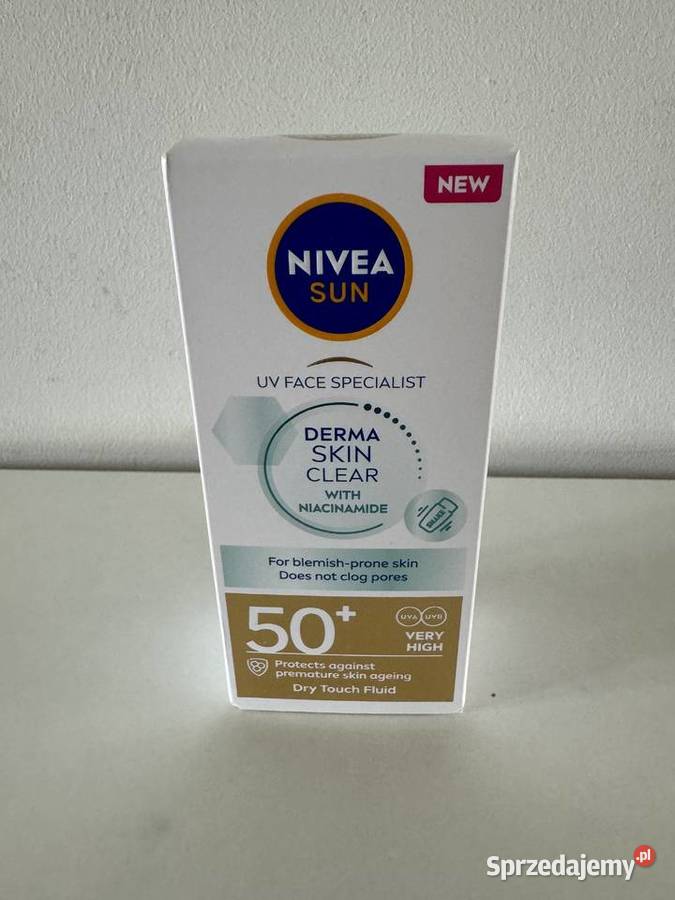 NEW
NIVEA
SUN
UV FACE SPECIALIST
DERMA
SKIN
CLEAR
WITH
NIACINAMIDE
SHAKE
For blemish-prone skin
Does not clog pores
50+
UVA UVB
VERY
HIGH
Protects against
premature skin ageing
Dry Touch Fluid
Sprzedajemy.pl